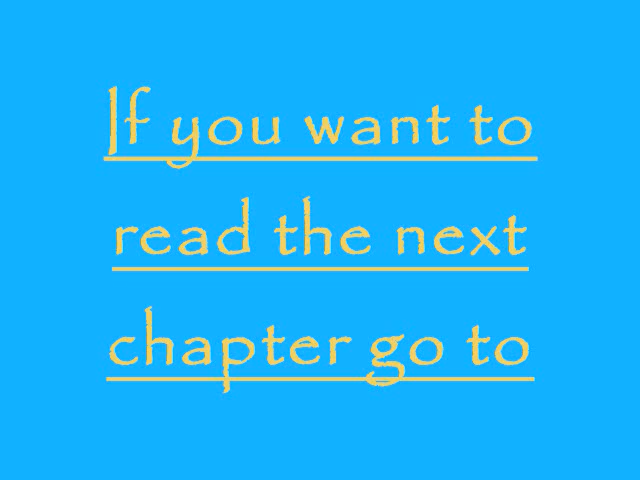 If you want to
read the next
chapter go to